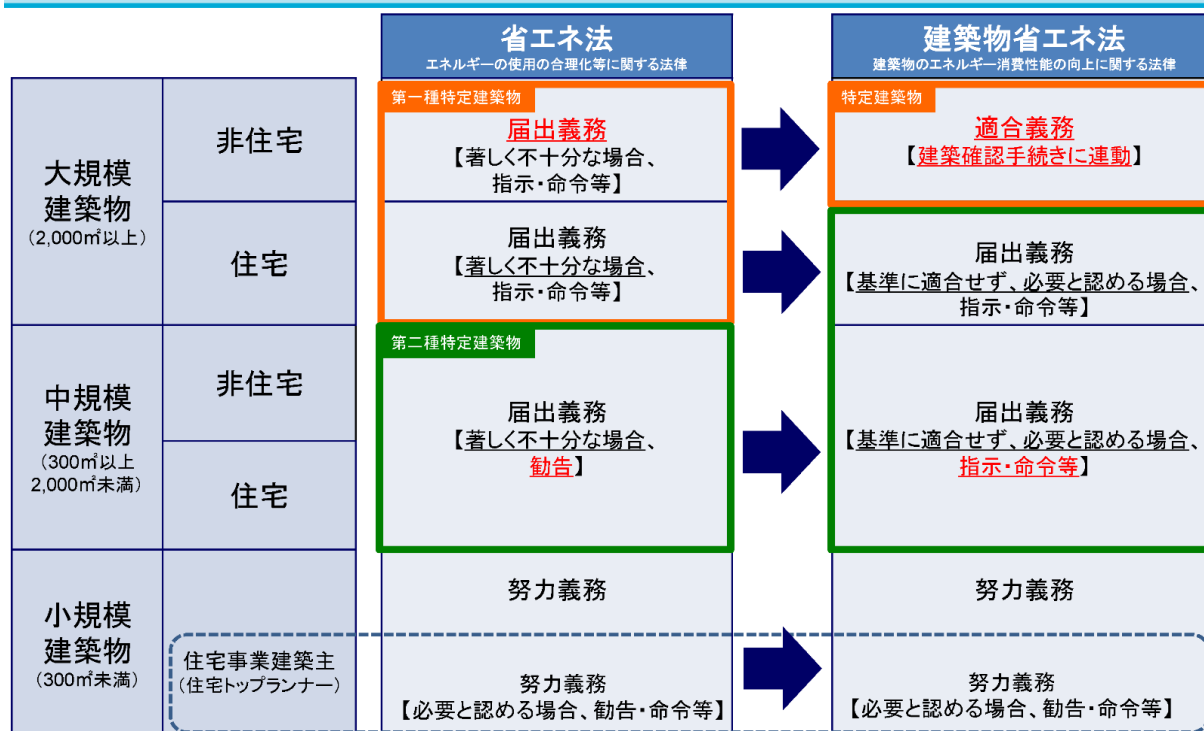 省エネ法
エネルギーの使用の合理化等に関する法律
建築物省エネ法
建築物のエネルギー消費性能の向上に関する法律
大規模
建築物
(2,000㎡以上)
非住宅
第一種特定建築物
届出義務
【著しく不十分な場合、
指示・命令等】
特定建築物
適合義務
【建築確認手続きに連動】
住宅
届出義務
【著しく不十分な場合、
指示・命令等】
届出義務
【基準に適合せず、必要と認める場合、
指示・命令等】
中規模
建築物
(300㎡以上
2,000㎡未満)
非住宅
住宅
第二種特定建築物
届出義務
【著しく不十分な場合、
勧告】
届出義務
【基準に適合せず、必要と認める場合、
指示・命令等】
小規模
建築物
(300㎡未満)
努力義務
努力義務
住宅事業建築主
(住宅トップランナー)
努力義務
【必要と認める場合、勧告・命令等】
努力義務
【必要と認める場合、勧告・命令等】